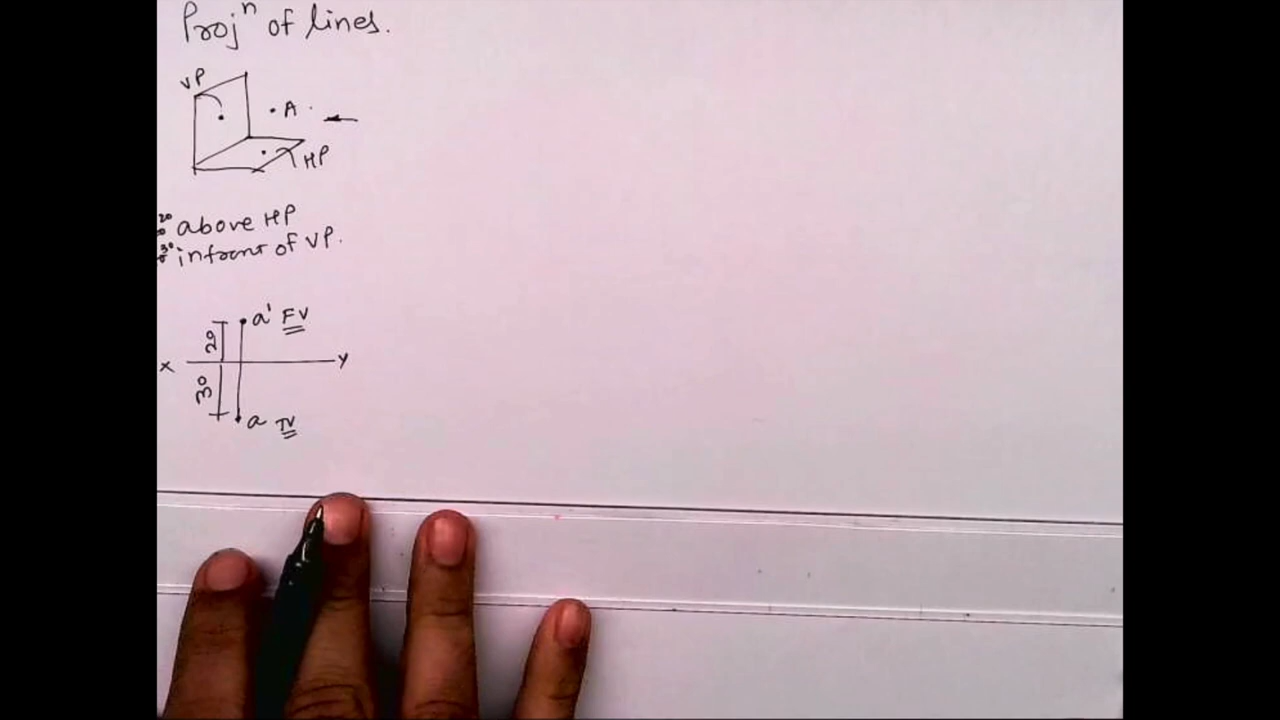 Projⁿ of lines.
VP
A
HP
20 above HP
30 infront of VP.
a' FV
20
X Y
30
a TV